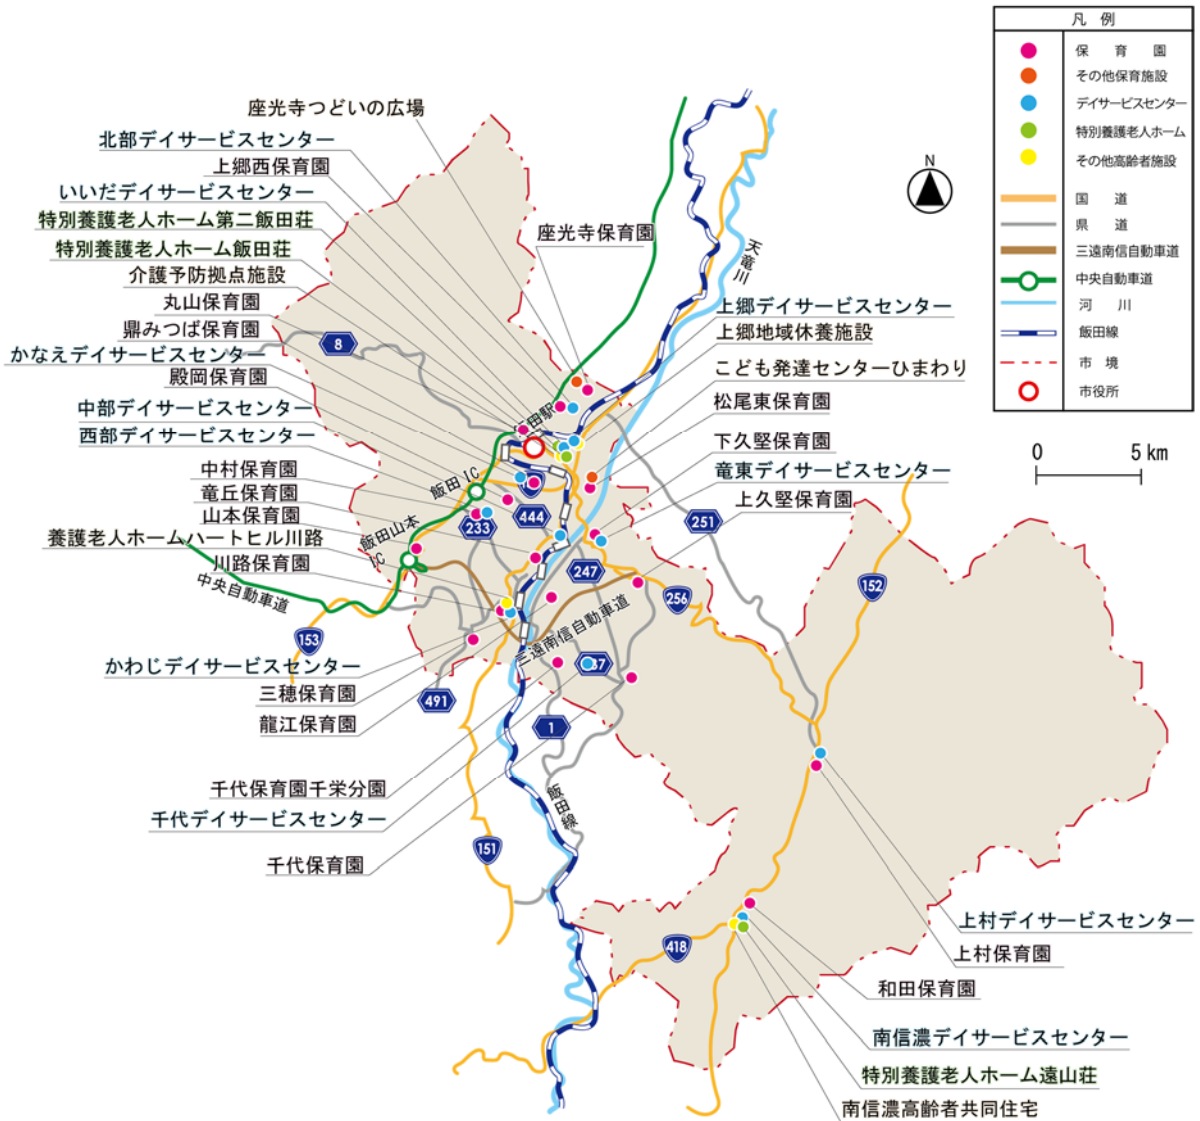 凡 例
保 育 園
その他保育施設
デイサービスセンター
特別養護老人ホーム
その他高齢者施設
国 道
県 道
三遠南信自動車道
中央自動車道
河 川
飯田線
市 境
市役所
0 5 km
N
座光寺つどいの広場
北部デイサービスセンター
上郷西保育園
いいだデイサービスセンター
特別養護老人ホーム第二飯田荘
特別養護老人ホーム飯田荘
介護予防拠点施設
丸山保育園
鼎みつば保育園
かなえデイサービスセンター
殿岡保育園
中部デイサービスセンター
西部デイサービスセンター
中村保育園
竜丘保育園
山本保育園
養護老人ホームハートヒル川路
川路保育園
中央自動車道
かわじデイサービスセンター
三穂保育園
龍江保育園
千代保育園千栄分園
千代デイサービスセンター
千代保育園
座光寺保育園
天竜川
上郷デイサービスセンター
上郷地域休養施設
こども発達センターひまわり
松尾東保育園
下久堅保育園
竜東デイサービスセンター
上久堅保育園
飯田IC
飯田山本
IC
三遠南信自動車道
飯田線
8
233
444
247
251
256
152
153
491
1
151
418
上村デイサービスセンター
上村保育園
和田保育園
南信濃デイサービスセンター
特別養護老人ホーム遠山荘
南信濃高齢者共同住宅